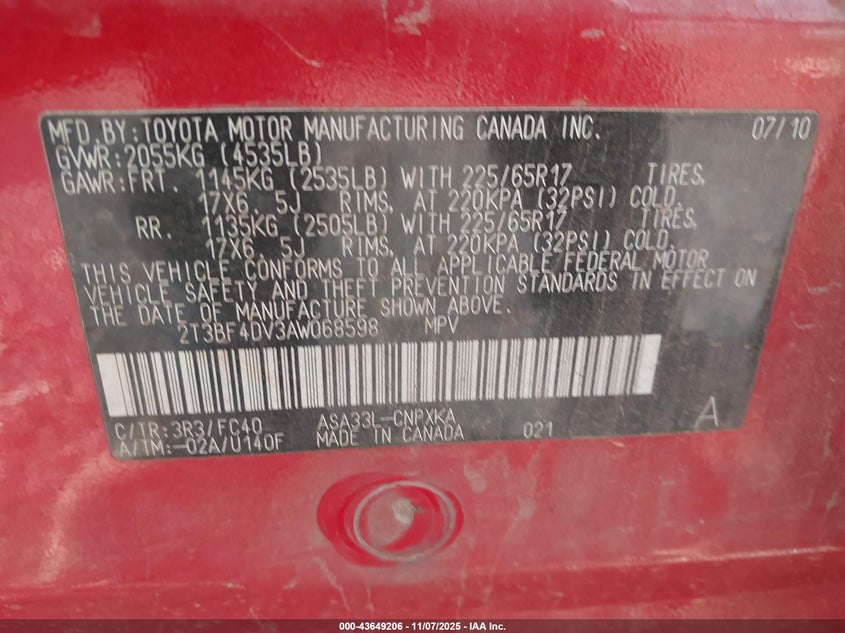 MFD. BY: TOYOTA MOTOR MANUFACTURING CANADA INC. 07/10
GVWR: 2055KG (4535LB)
GAWR: FRT. 1145KG (2535LB) WITH 225/65R17 TIRES,
17X6. 5J RIMS, AT 220KPA (32PSI) COLD.
RR. 1135KG (2505LB) WITH 225/65R17 TIRES,
17X6. 5J RIMS, AT 220KPA (32PSI) COLD.
THIS VEHICLE CONFORMS TO ALL APPLICABLE FEDERAL MOTOR
VEHICLE SAFETY AND THEFT PREVENTION STANDARDS IN EFFECT ON
THE DATE OF MANUFACTURE SHOWN ABOVE.
2T3BF4DV3AW068598 MPV
C/TR: 3R3/FC40 ASA33L-CNPXKA A
A/TM: -02A/U140F MADE IN CANADA 021
000-43649206 - 11/07/2025 - IAA Inc.